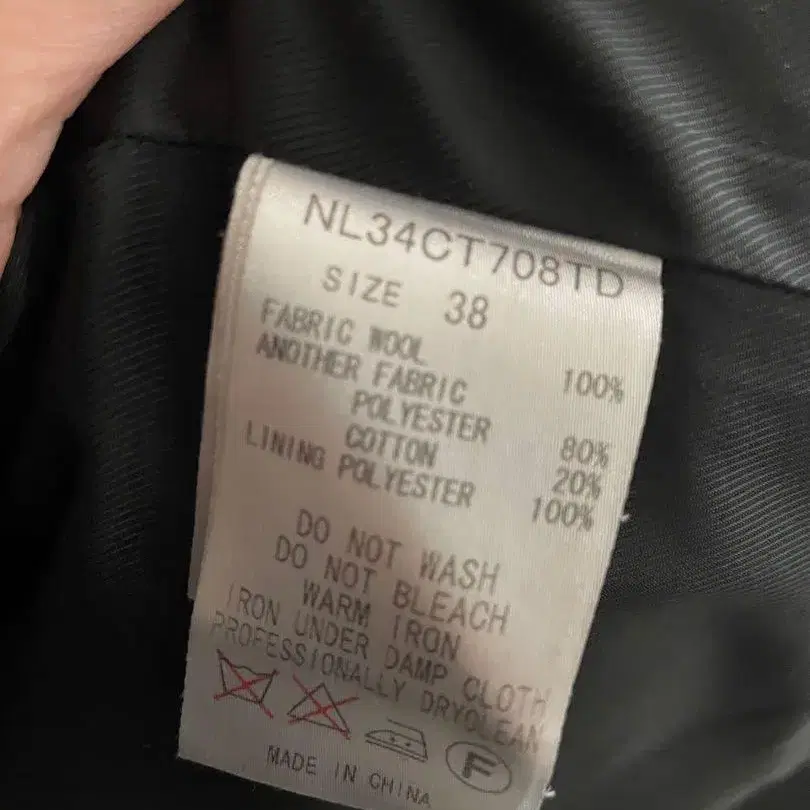 NL34CT708TD
SIZE 38
FABRIC WOOL 100%
ANOTHER FABRIC
POLYESTER 80%
COTTON 20%
LINING POLYESTER 100%
DO NOT WASH
DO NOT BLEACH
WARM IRON
IRON UNDER DAMP CLOTH
PROFESSIONALLY DRYCLEAN
F
MADE IN CHINA